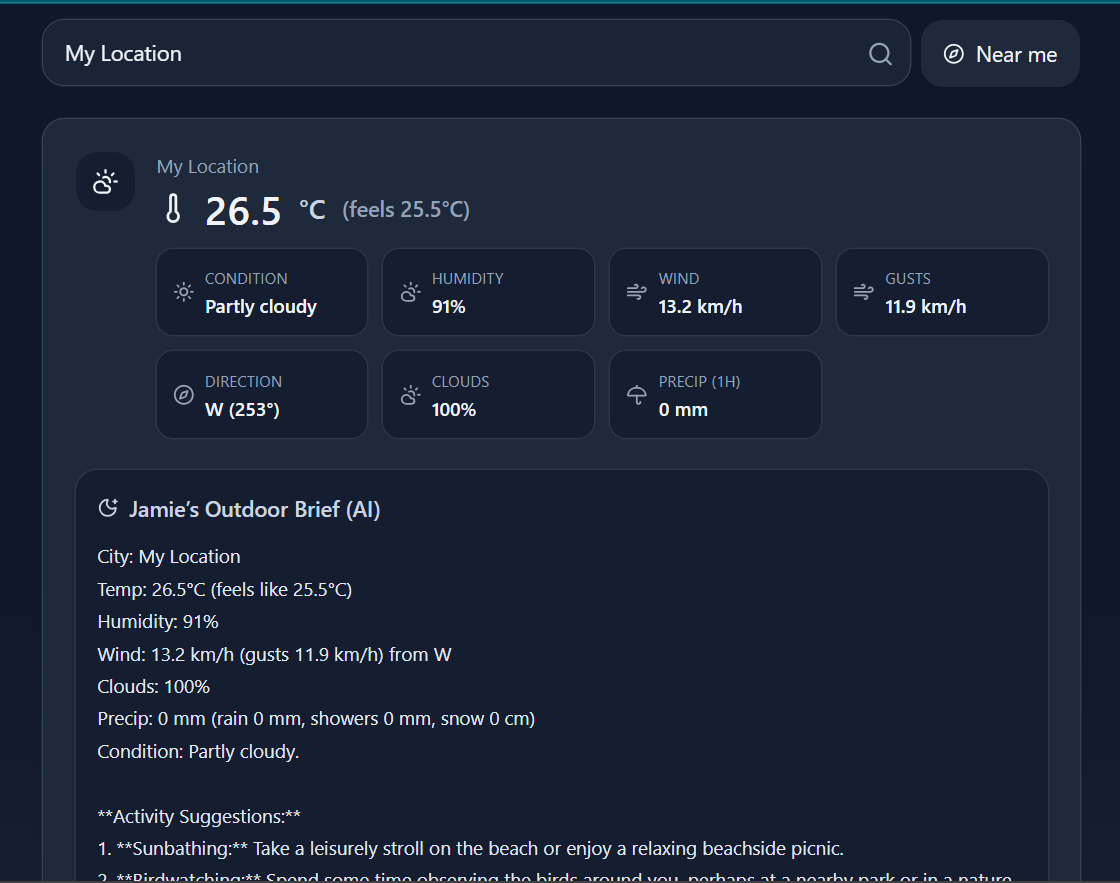 My Location
Near me
My Location
26.5 °C (feels 25.5°C)
CONDITION
Partly cloudy
HUMIDITY
91%
WIND
13.2 km/h
GUSTS
11.9 km/h
DIRECTION
W (253°)
CLOUDS
100%
PRECIP (1H)
0 mm
Jamie’s Outdoor Brief (AI)
City: My Location
Temp: 26.5°C (feels like 25.5°C)
Humidity: 91%
Wind: 13.2 km/h (gusts 11.9 km/h) from W
Clouds: 100%
Precip: 0 mm (rain 0 mm, showers 0 mm, snow 0 cm)
Condition: Partly cloudy.
**Activity Suggestions:**
1. **Sunbathing:** Take a leisurely stroll on the beach or enjoy a relaxing beachside picnic.
2. **Birdwatching:** Spend some time observing the birds around you, perhaps at a nearby park or in a nature